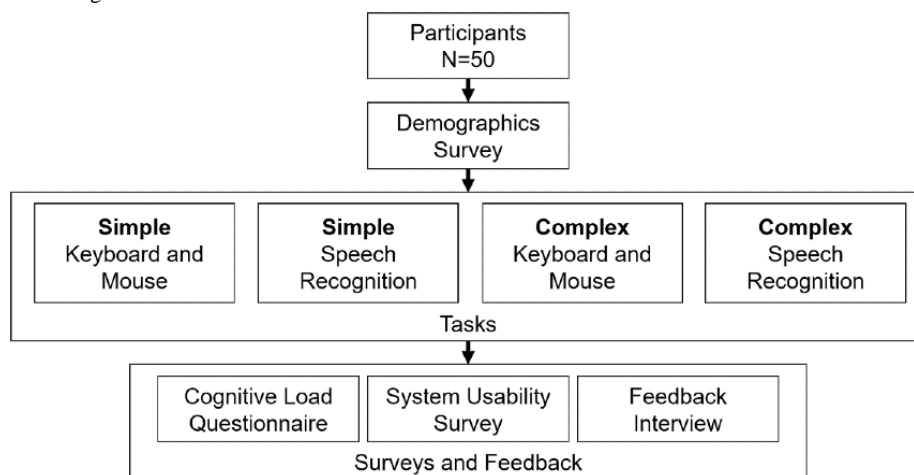 Participants
N=50
Demographics
Survey
Simple
Keyboard and
Mouse
Simple
Speech
Recognition
Complex
Keyboard and
Mouse
Complex
Speech
Recognition
Tasks
Cognitive Load
Questionnaire
System Usability
Survey
Feedback
Interview
Surveys and Feedback